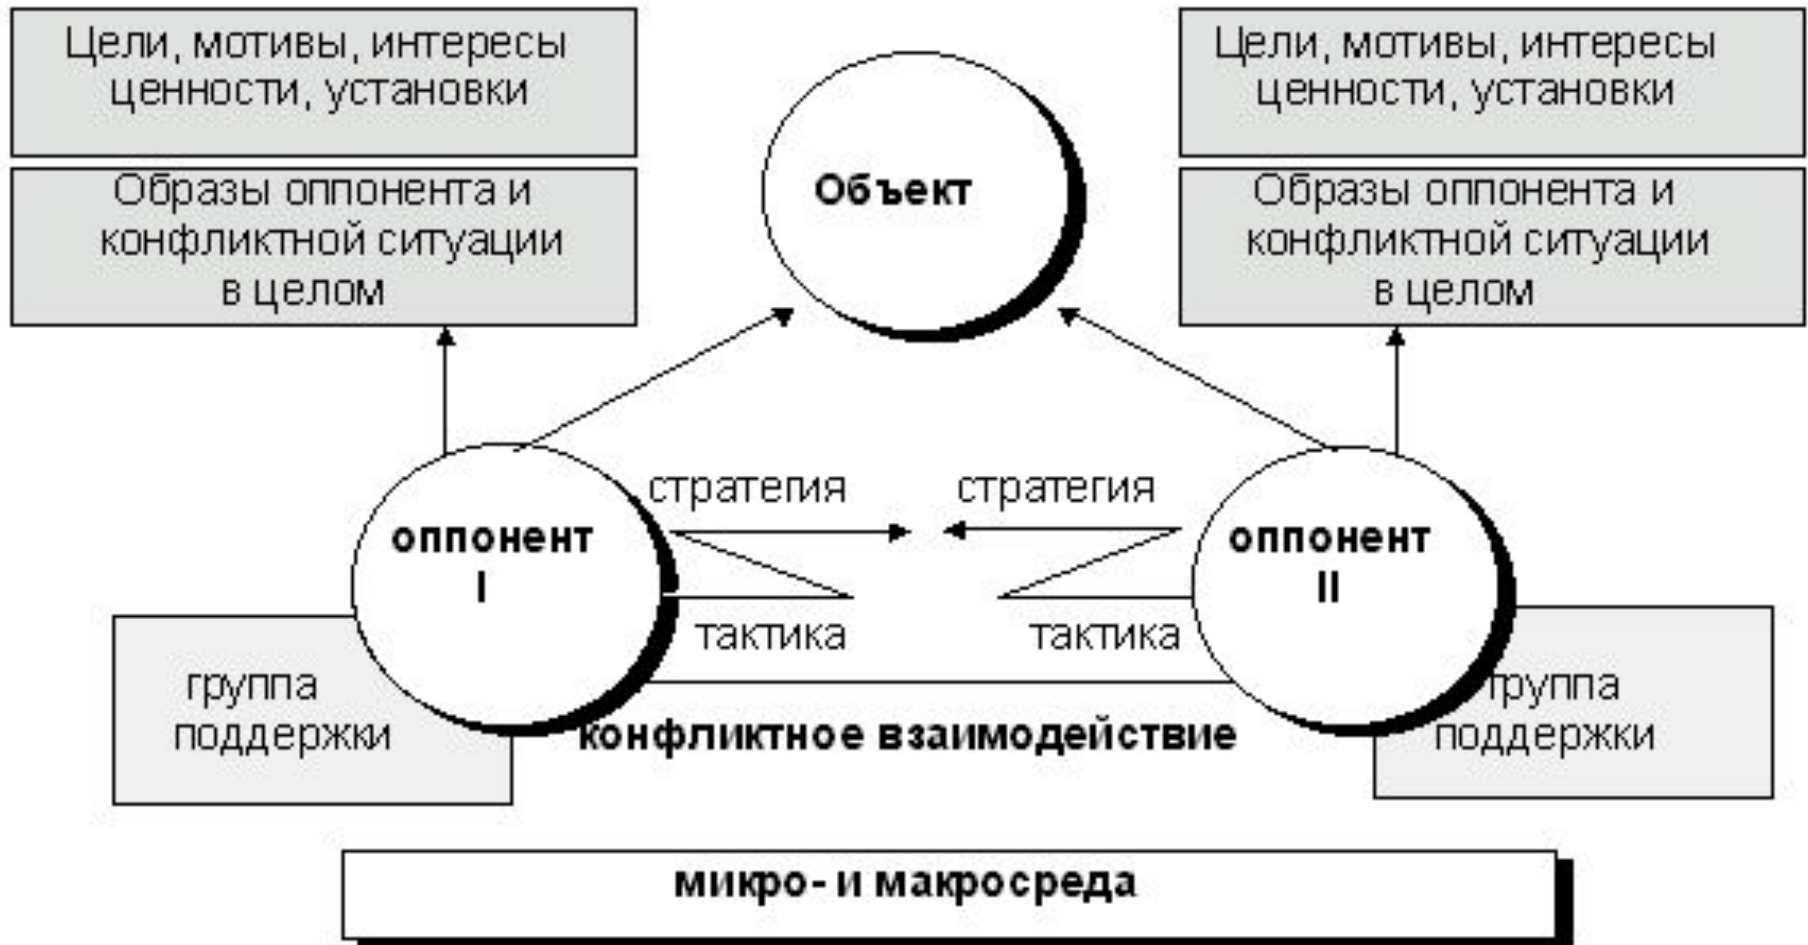 Цели, мотивы, интересы
ценности, установки
Образы оппонента и
конфликтной ситуации
в целом
Объект
Цели, мотивы, интересы
ценности, установки
Образы оппонента и
конфликтной ситуации
в целом
стратегия
стратегия
оппонент
I
оппонент
II
тактика
тактика
группа
поддержки
группа
поддержки
конфликтное взаимодействие
микро- и макросреда